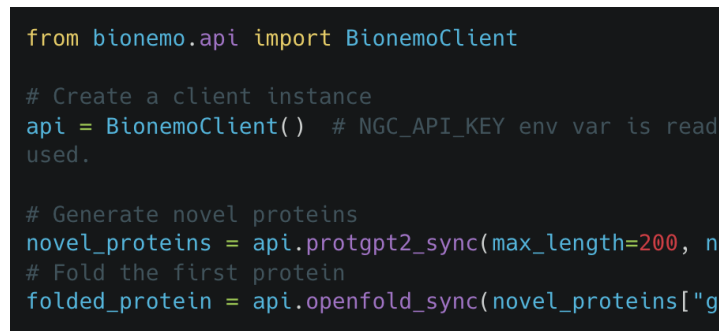 from bionemo.api import BionemoClient
# Create a client instance
api = BionemoClient()  # NGC_API_KEY env var is read
used.
# Generate novel proteins
novel_proteins = api.protgpt2_sync(max_length=200, n
# Fold the first protein
folded_protein = api.openfold_sync(novel_proteins["g